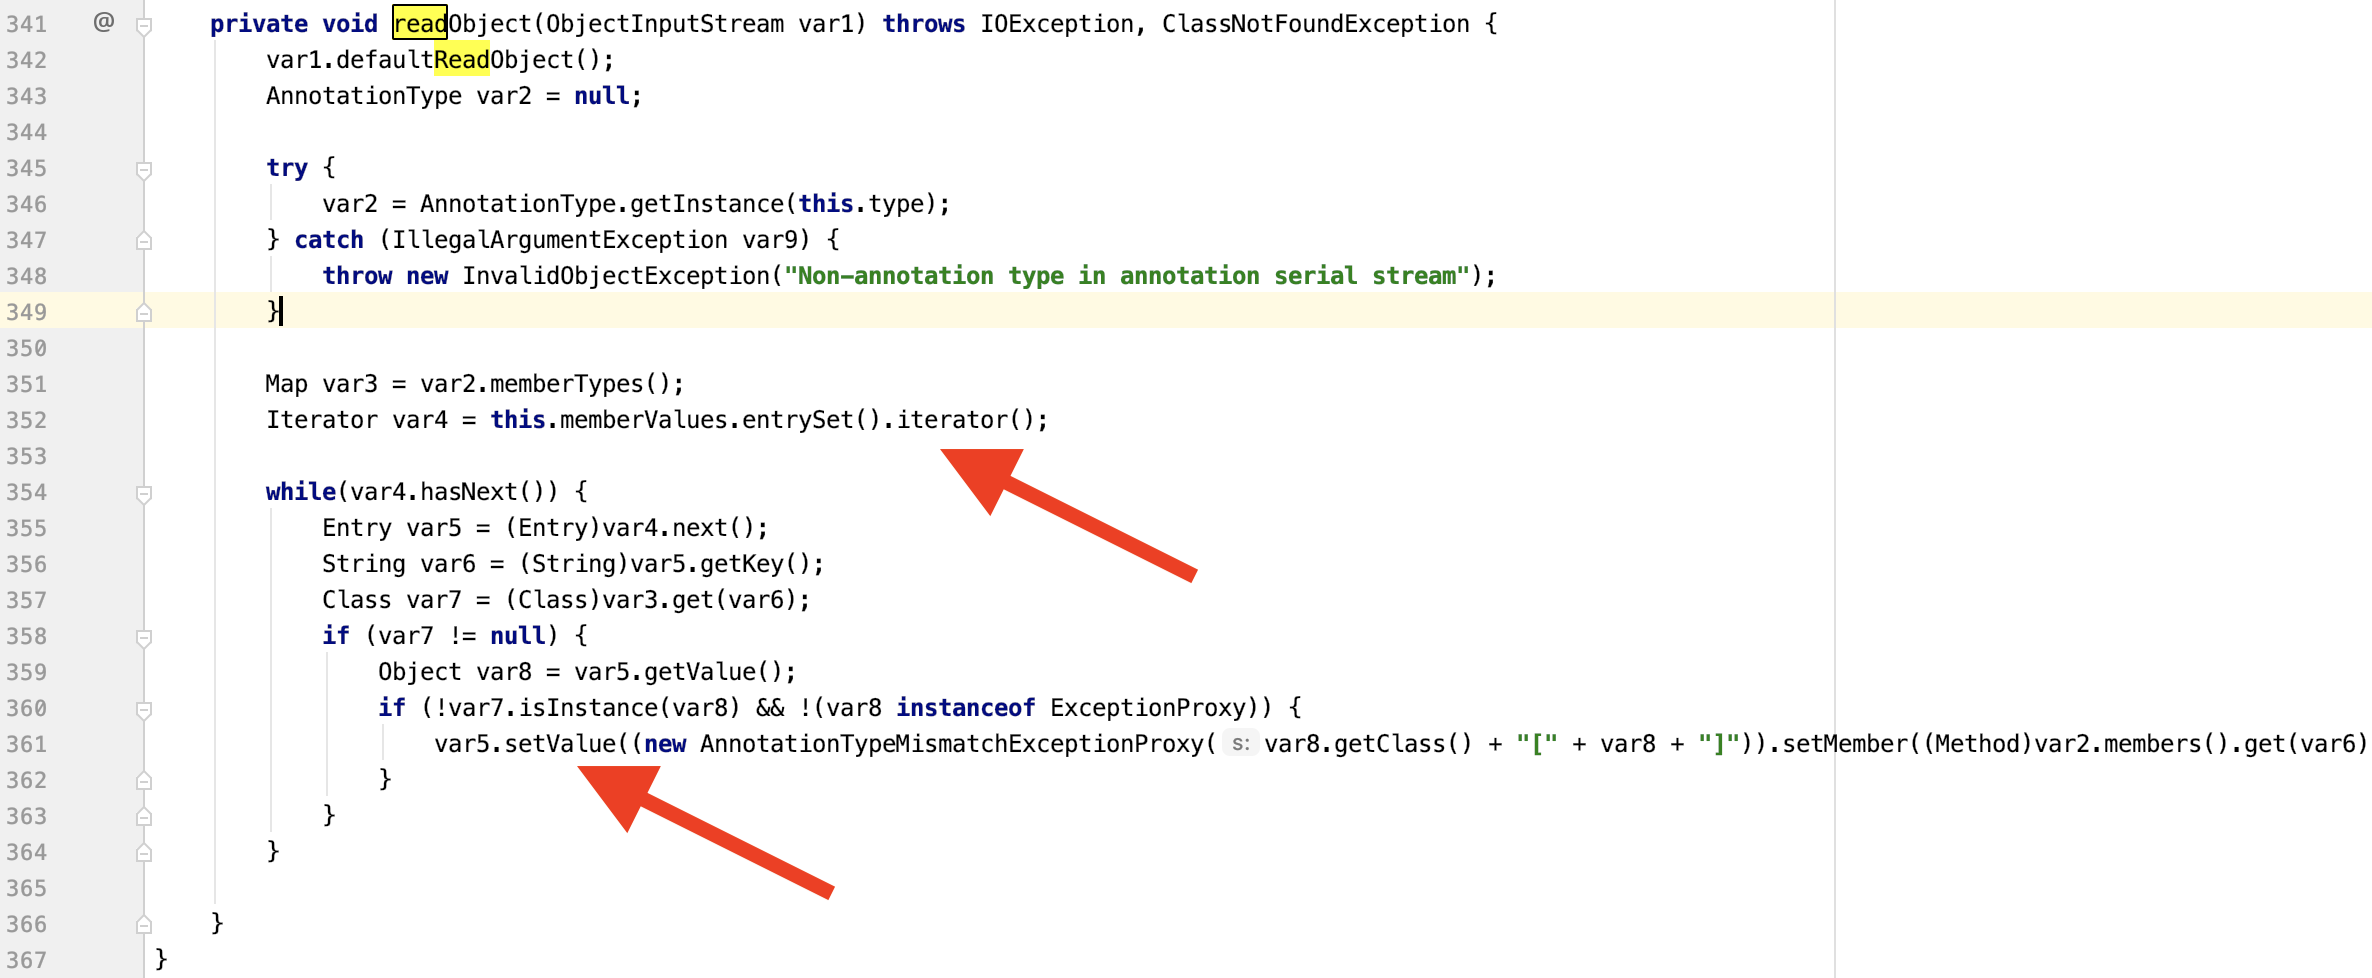 341 @ private void readObject(ObjectInputStream var1) throws IOException, ClassNotFoundException {
342 var1.defaultReadObject();
343 AnnotationType var2 = null;
344
345 try {
346 var2 = AnnotationType.getInstance(this.type);
347 } catch (IllegalArgumentException var9) {
348 throw new InvalidObjectException("Non-annotation type in annotation serial stream");
349 }
350
351 Map var3 = var2.memberTypes();
352 Iterator var4 = this.memberValues.entrySet().iterator();
353
354 while(var4.hasNext()) {
355 Entry var5 = (Entry)var4.next();
356 String var6 = (String)var5.getKey();
357 Class var7 = (Class)var3.get(var6);
358 if (var7 != null) {
359 Object var8 = var5.getValue();
360 if (!var7.isInstance(var8) && !(var8 instanceof ExceptionProxy)) {
361 var5.setValue((new AnnotationTypeMismatchExceptionProxy( s: var8.getClass() + "[" + var8 + "]")).setMember((Method)var2.members().get(var6)
362 }
363 }
364 }
365
366 }
367 }